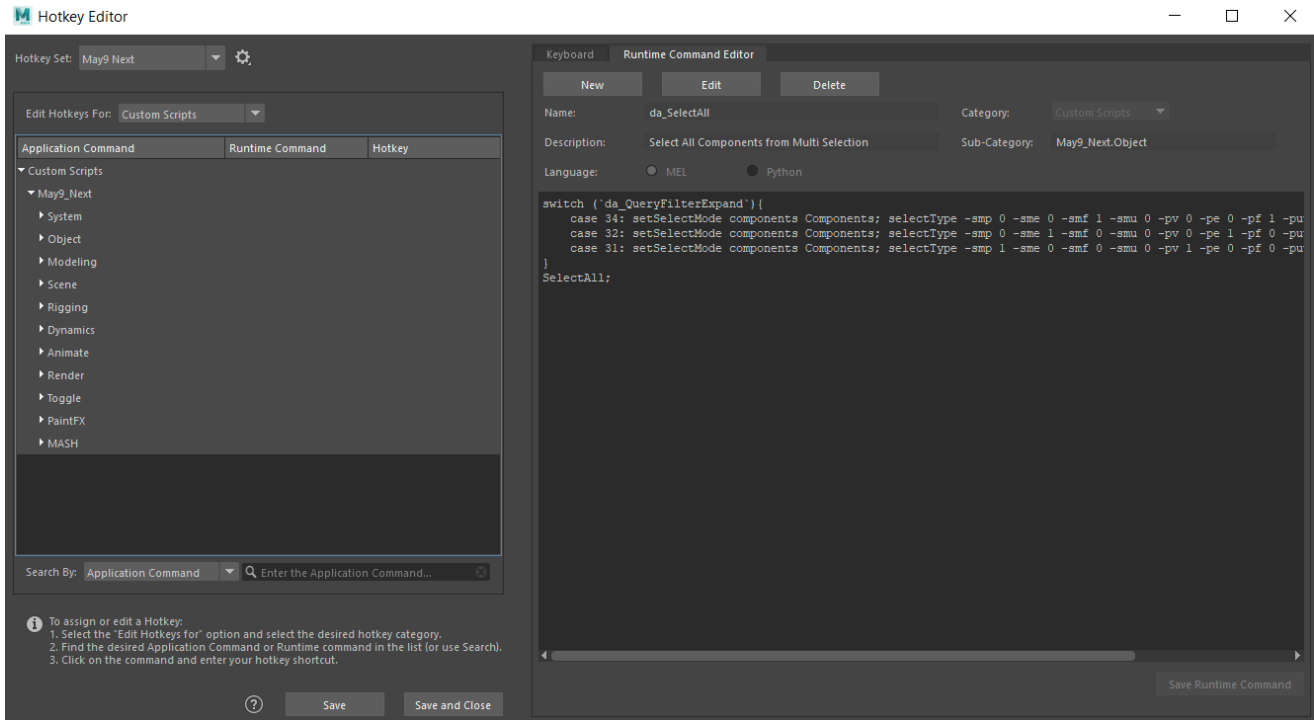 Hotkey Editor
Hotkey Set: May9 Next
Edit Hotkeys For: Custom Scripts
Application Command Runtime Command Hotkey
Custom Scripts
May9_Next
System
Object
Modeling
Scene
Rigging
Dynamics
Animate
Render
Toggle
PaintFX
MASH
Search By: Application Command Enter the Application Command...
To assign or edit a Hotkey:
1. Select the "Edit Hotkeys for" option and select the desired hotkey category.
2. Find the desired Application Command or Runtime command in the list (or use Search).
3. Click on the command and enter your hotkey shortcut.
? Save Save and Close
Keyboard Runtime Command Editor
New Edit Delete
Name: da_SelectAll Category: Custom Scripts
Description: Select All Components from Multi Selection Sub-Category: May9_Next.Object
Language: MEL Python
switch (`da_QueryFilterExpand`){
case 34: setSelectMode components Components; selectType -smp 0 -sme 0 -smf 1 -smu 0 -pv 0 -pe 0 -pf 1 -pu
case 32: setSelectMode components Components; selectType -smp 0 -sme 1 -smf 0 -smu 0 -pv 0 -pe 1 -pf 0 -pu
case 31: setSelectMode components Components; selectType -smp 1 -sme 0 -smf 0 -smu 0 -pv 1 -pe 0 -pf 0 -pu
}
SelectAll;
Save Runtime Command